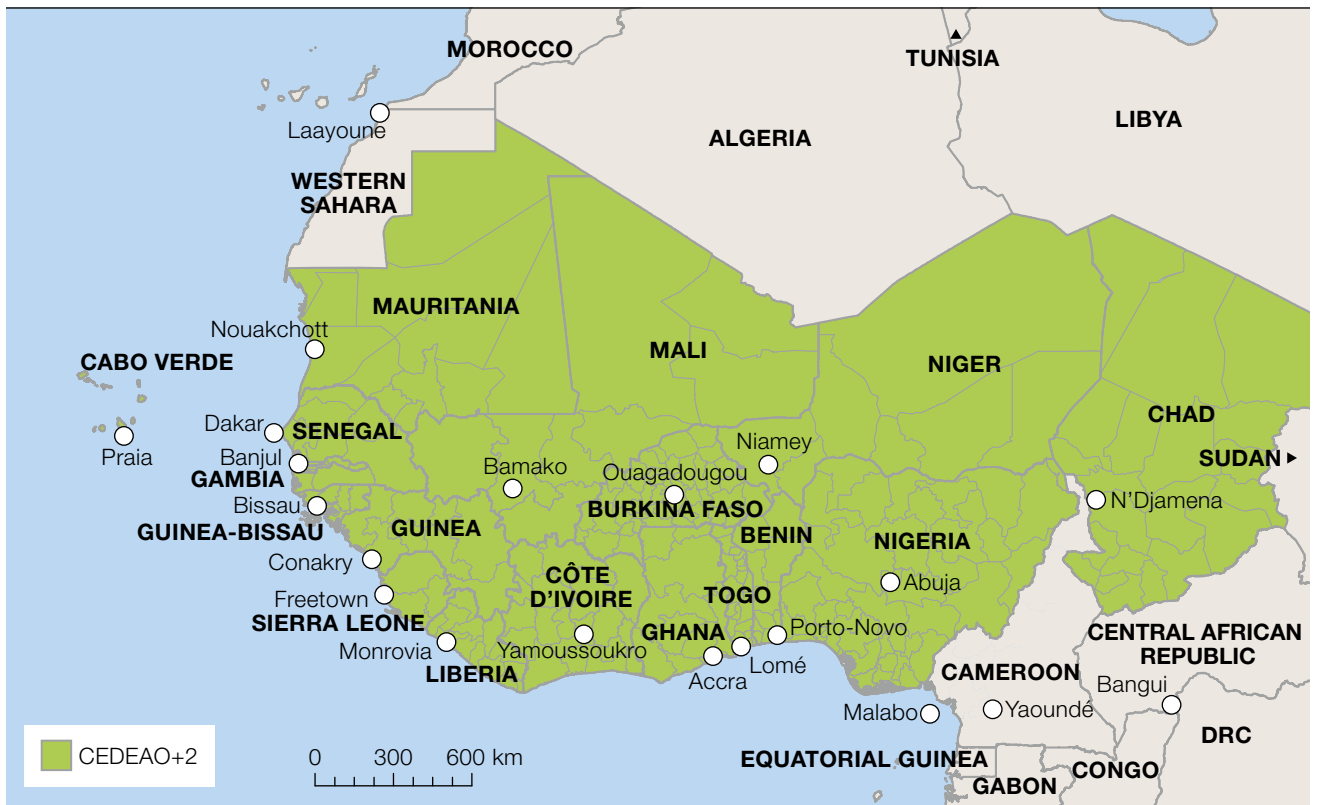 MOROCCO
TUNISIA
ALGERIA
LIBYA
Laayoune
WESTERN
SAHARA
MAURITANIA
Nouakchott
MALI
NIGER
CABO VERDE
CHAD
Dakar
SENEGAL
Praia
Banjul
Niamey
SUDAN
GAMBIA
Bamako
Ouagadougou
Bissau
N'Djamena
BURKINA FASO
GUINEA-BISSAU
GUINEA
BENIN
NIGERIA
Conakry
CÔTE
D'IVOIRE
Abuja
Freetown
TOGO
SIERRA LEONE
GHANA
Porto-Novo
CENTRAL AFRICAN
REPUBLIC
Monrovia
Yamoussoukro
LIBERIA
Lomé
Accra
CAMEROON
Bangui
Malabo
Yaoundé
DRC
CEDEAO+2
0 300 600 km
EQUATORIAL GUINEA
CONGO
GABON